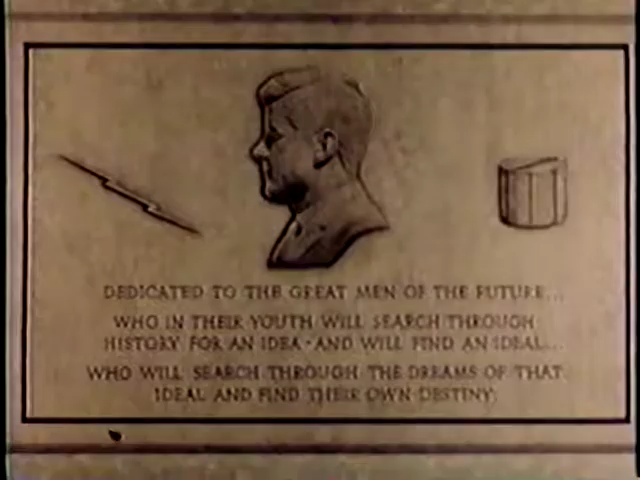 DEDICATED TO THE GREAT MEN OF THE FUTURE...
WHO IN THEIR YOUTH WILL SEARCH THROUGH
HISTORY FOR AN IDEA - AND WILL FIND AN IDEAL...
WHO WILL SEARCH THROUGH THE DREAMS OF THAT
IDEAL AND FIND THEIR OWN DESTINY.